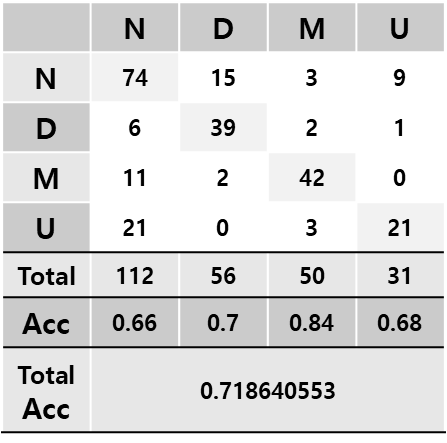 N D M U
N 74 15 3 9
D 6 39 2 1
M 11 2 42 0
U 21 0 3 21
Total 112 56 50 31
Acc 0.66 0.7 0.84 0.68
Total Acc 0.718640553